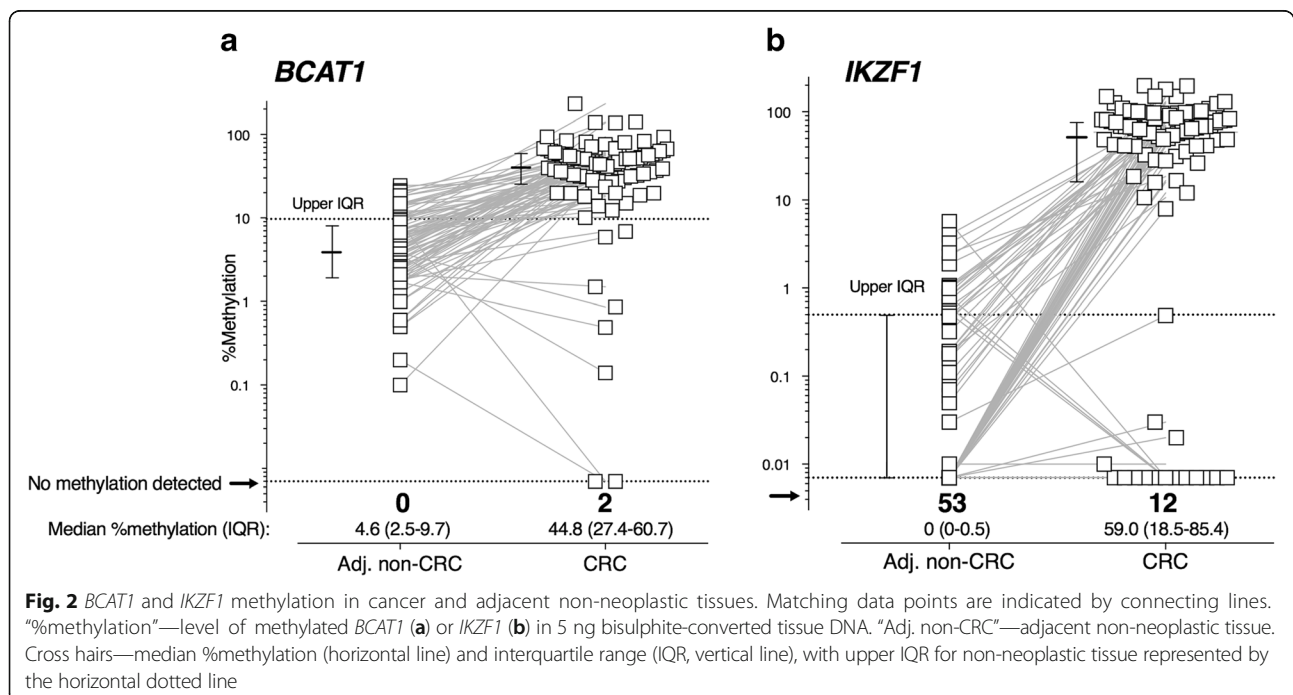 a
BCAT1
%Methylation
100
10
1
0.1
Upper IQR
No methylation detected
0 2
Median %methylation (IQR): 4.6 (2.5-9.7) 44.8 (27.4-60.7)
Adj. non-CRC CRC
b
IKZF1
100
10
1
0.1
0.01
Upper IQR
53 12
0 (0-0.5) 59.0 (18.5-85.4)
Adj. non-CRC CRC
Fig. 2 BCAT1 and IKZF1 methylation in cancer and adjacent non-neoplastic tissues. Matching data points are indicated by connecting lines.
"%methylation"—level of methylated BCAT1 (a) or IKZF1 (b) in 5 ng bisulphite-converted tissue DNA. "Adj. non-CRC"—adjacent non-neoplastic tissue.
Cross hairs—median %methylation (horizontal line) and interquartile range (IQR, vertical line), with upper IQR for non-neoplastic tissue represented by
the horizontal dotted line